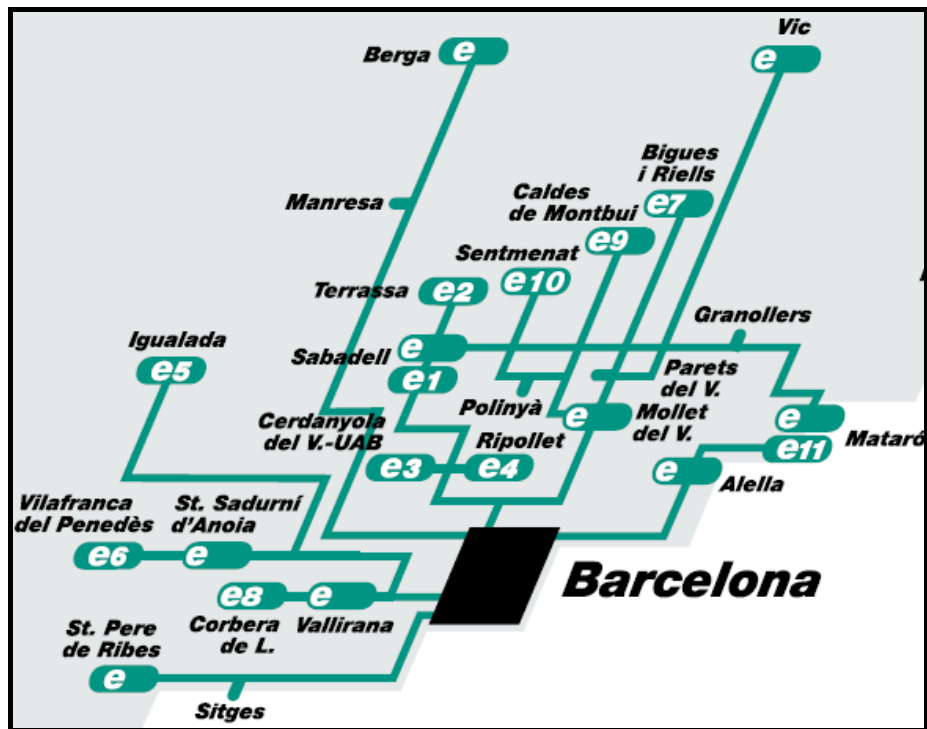 Vic
e
Berga
e
Bigues
i Riells
e7
Caldes
de Montbui
e9
Manresa
Sentmenat
e10
Terrassa
e2
Granollers
Igualada
e5
Sabadell
e
e1
Parets
del V.
Polinyà
e
Mollet
del V.
e
Mataró
e11
Cerdanyola
del V.-UAB
Ripollet
e3
e4
e
Alella
Vilafranca
del Penedès
St. Sadurní
d'Anoia
e6
e
Barcelona
e8
e
Corbera
de L.
Vallirana
St. Pere
de Ribes
e
Sitges